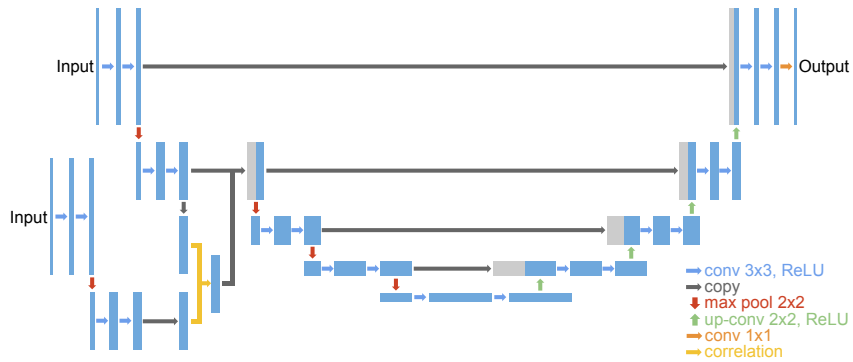 Input
Output
Input
conv 3x3, ReLU
copy
max pool 2x2
up-conv 2x2, ReLU
conv 1x1
correlation